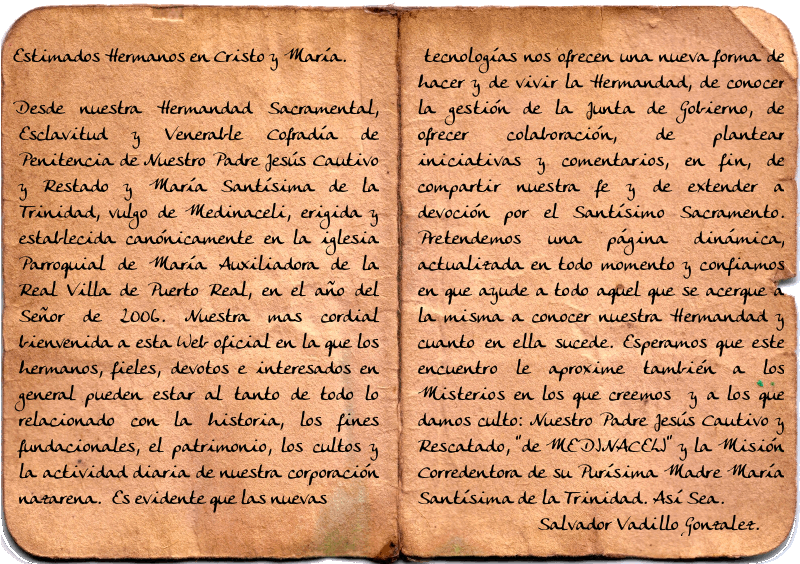 Estimados Hermanos en Cristo y María.
Desde nuestra Hermandad Sacramental,
Esclavitud y Venerable Cofradía de
Penitencia de Nuestro Padre Jesús Cautivo
y Restado y María Santísima de la
Trinidad, vulgo de Medinaceli, erigida y
establecida canónicamente en la iglesia
Parroquial de María Auxiliadora de la
Real Villa de Puerto Real, en el año del
Señor de 2006. Nuestra mas cordial
bienvenida a esta Web oficial en la que los
hermanos, fieles, devotos e interesados en
general pueden estar al tanto de todo lo
relacionado con la historia, los fines
fundacionales, el patrimonio, los cultos y
la actividad diaria de nuestra corporación
nazarena. Es evidente que las nuevas
tecnologías nos ofrecen una nueva forma de
hacer y de vivir la Hermandad, de conocer
la gestión de la Junta de Gobierno, de
ofrecer colaboración, de plantear
iniciativas y comentarios, en fin, de
compartir nuestra fe y de extender a
devoción por el Santísimo Sacramento.
Pretendemos una página dinámica,
actualizada en todo momento y confiamos
en que ayude a todo aquel que se acerque a
la misma a conocer nuestra Hermandad y
cuanto en ella sucede. Esperamos que este
encuentro le aproxime también a los
Misterios en los que creemos y a los que
damos culto: Nuestro Padre Jesús Cautivo y
Rescatado, "de MEDINACELI" y la Misión
Corredentora de su Purísima Madre María
Santísima de la Trinidad. Así Sea.
Salvador Vadillo Gonzalez.